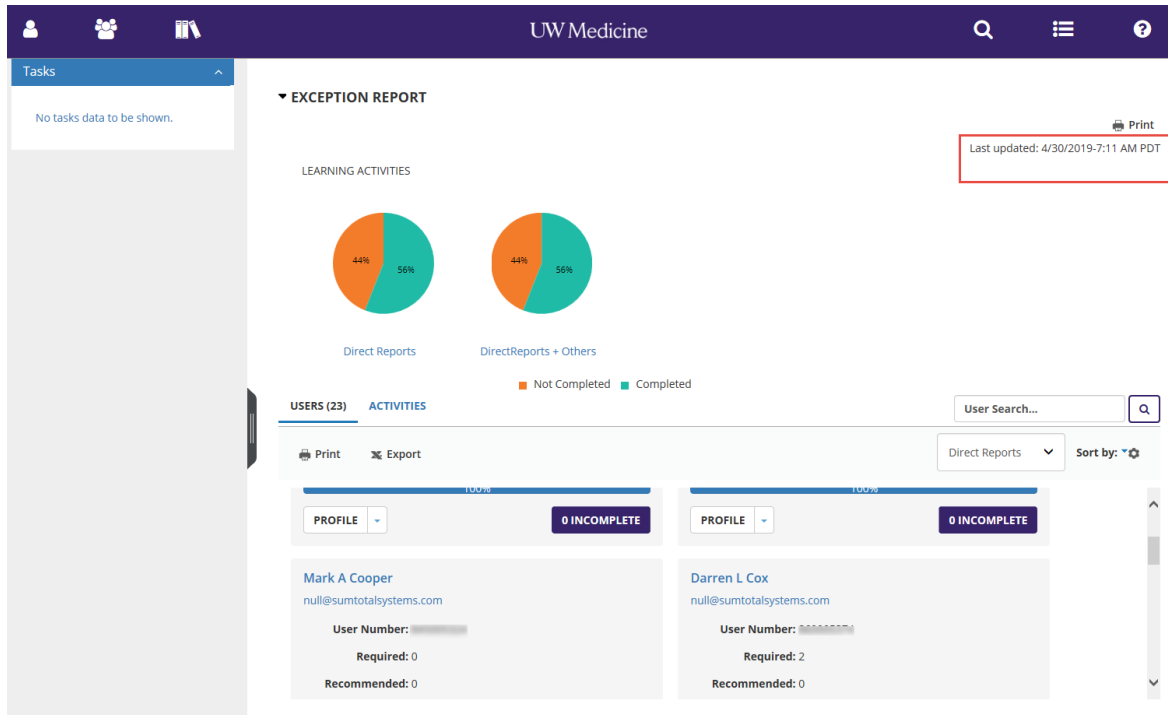 UW Medicine
Tasks
No tasks data to be shown.
EXCEPTION REPORT
Print
Last updated: 4/30/2019-7:11 AM PDT
LEARNING ACTIVITIES
44%
56%
44%
56%
Direct Reports
DirectReports + Others
Not Completed
Completed
USERS (23)
ACTIVITIES
User Search...
Print
Export
Direct Reports
Sort by:
100%
100%
PROFILE
0 INCOMPLETE
PROFILE
0 INCOMPLETE
Mark A Cooper
null@sumtotalsystems.com
User Number:
Required: 0
Recommended: 0
Darren L Cox
null@sumtotalsystems.com
User Number:
Required: 2
Recommended: 0